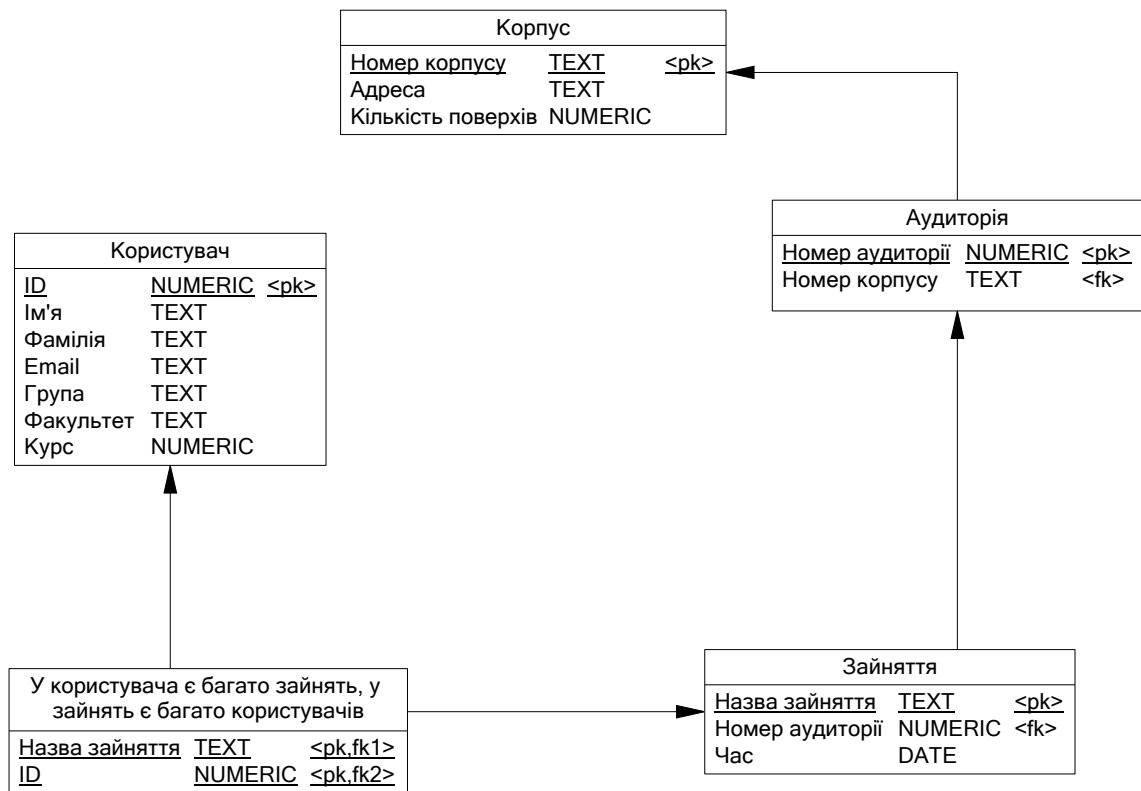 Корпус
Номер корпусу TEXT <pk>
Адреса TEXT
Кількість поверхів NUMERIC
Аудиторія
Номер аудиторії NUMERIC <pk>
Номер корпусу TEXT <fk>
Користувач
ID NUMERIC <pk>
Ім'я TEXT
Фамілія TEXT
Email TEXT
Група TEXT
Факультет TEXT
Курс NUMERIC
У користувача є багато занять, у
зайнять є багато користувачів
Назва зайняття TEXT <pk,fk1>
ID NUMERIC <pk,fk2>
Зайняття
Назва зайняття TEXT <pk>
Номер аудиторії NUMERIC <fk>
Час DATE